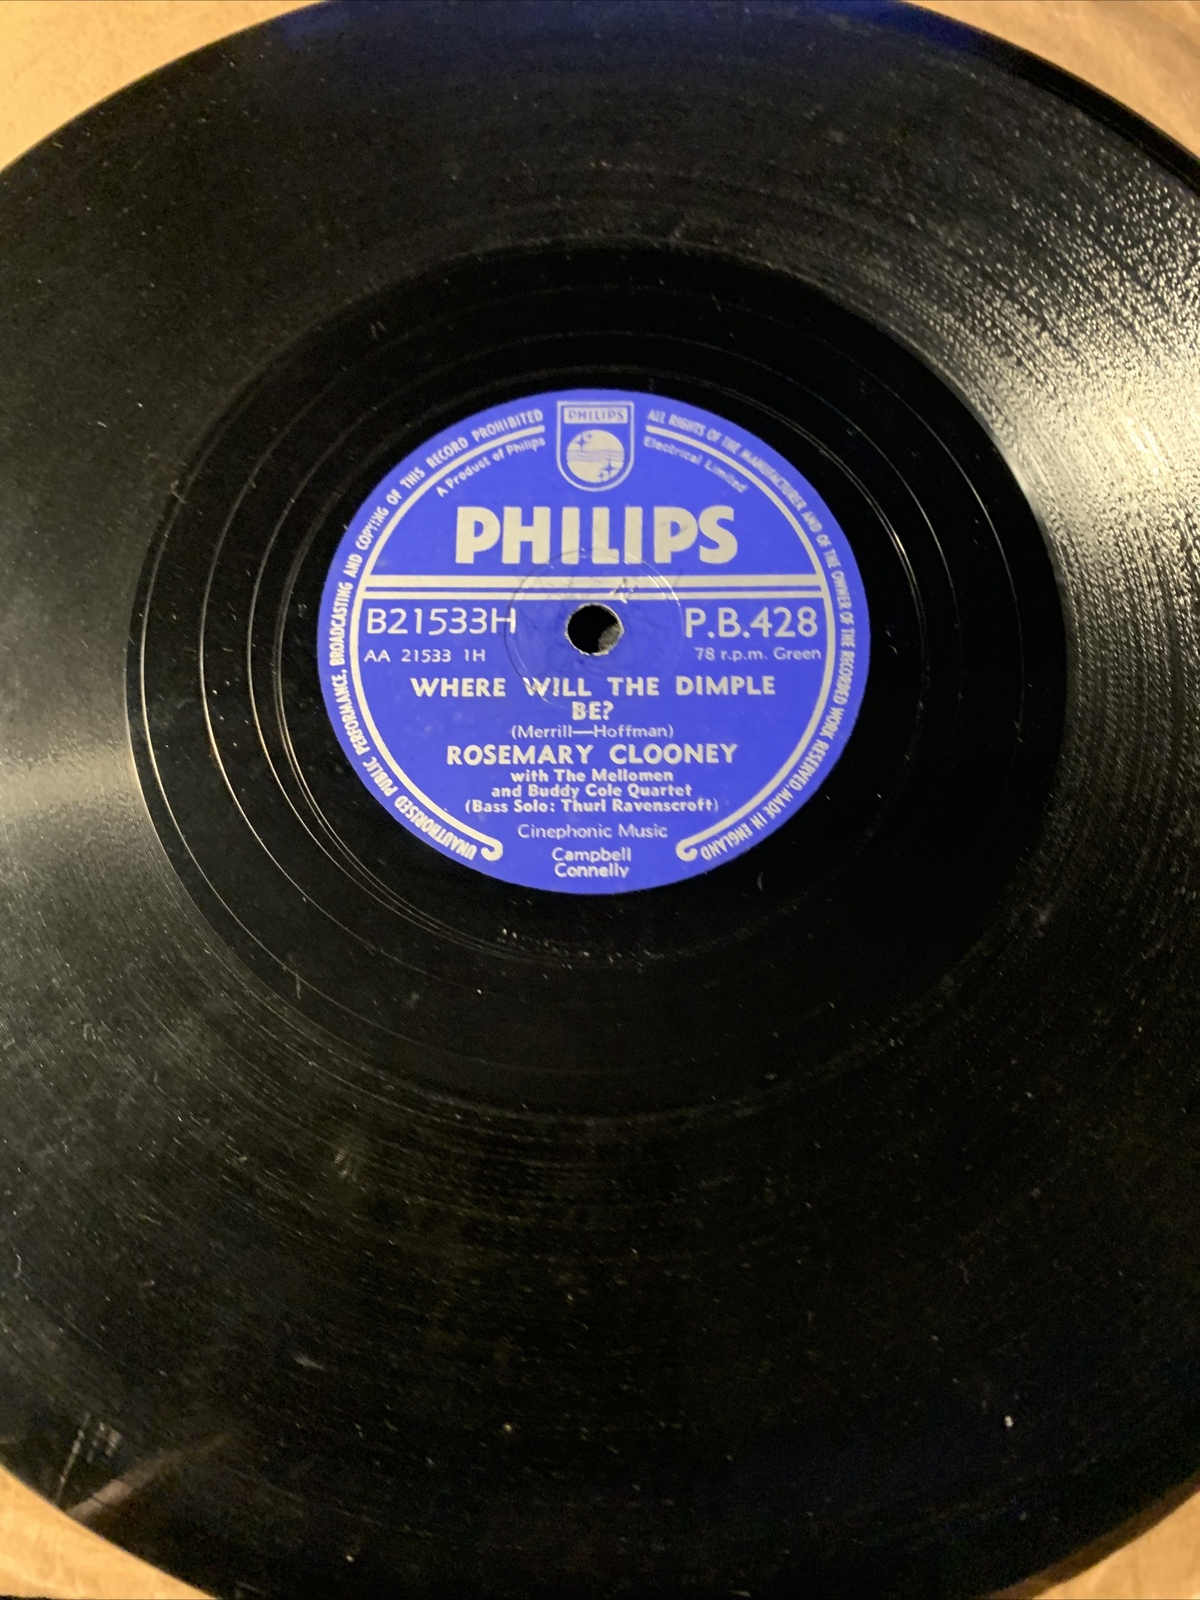 PHILIPS
UNAUTHORISED PUBLIC PERFORMANCE, BROADCASTING AND COPYING OF THIS RECORD PROHIBITED
ALL RIGHTS OF THE MANUFACTURER AND OF THE OWNER OF THE RECORDED WORK RESERVED. MADE IN ENGLAND
A Product of Philips
Electrical Limited
PHILIPS
B21533H P.B.428
AA 21533 1H 78 r.p.m. Green
WHERE WILL THE DIMPLE
BE?
(Merrill—Hoffman)
ROSEMARY CLOONEY
with The Mellomen
and Buddy Cole Quartet
(Bass Solo: Thurl Ravenscroft)
Cinephonic Music
Campbell
Connelly